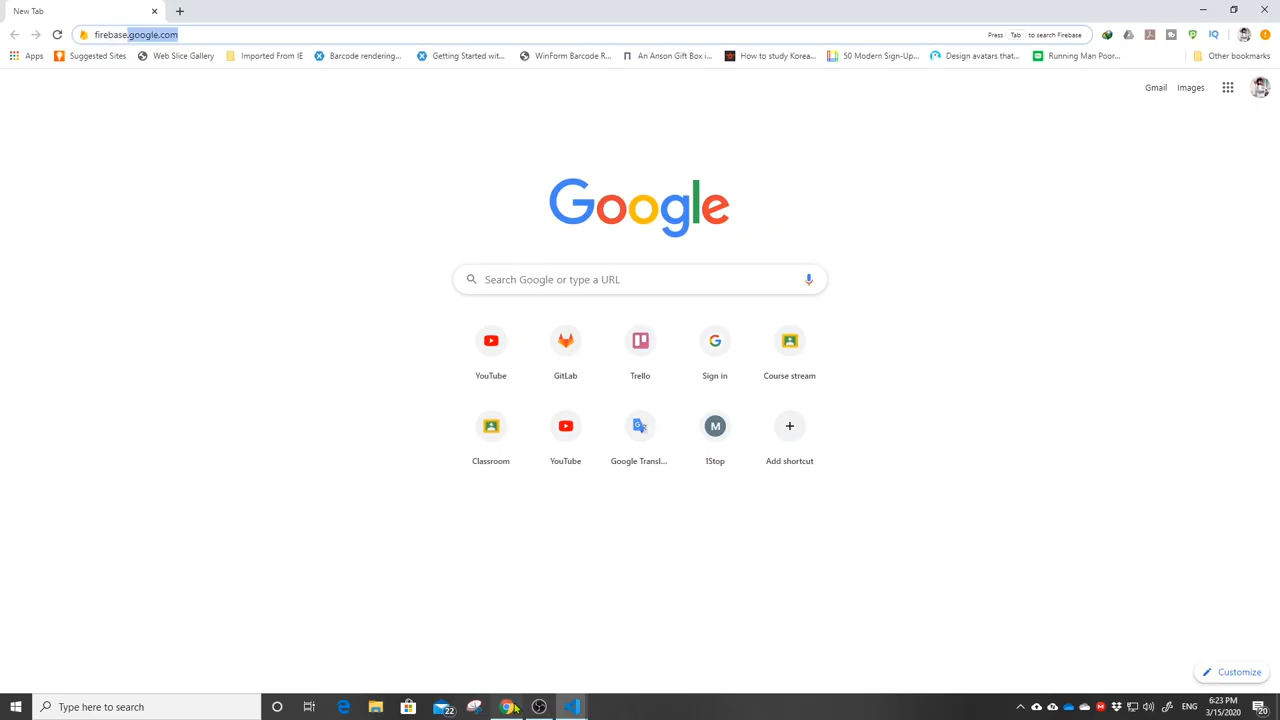 New Tab
firebase.google.com
Press Tab to search Firebase
Apps Suggested Sites Web Slice Gallery Imported From IE Barcode rendering... Getting Started wit... WinForm Barcode R... An Anson Gift Box i... How to study Korea... 50 Modern Sign-Up... Design avatars that... Running Man Poor... Other bookmarks
Gmail Images
Google
Search Google or type a URL
YouTube GitLab Trello Sign in Course stream
M
Classroom YouTube Google Transl... 1Stop Add shortcut
Customize
Type here to search
22
ENG
6:23 PM
3/15/2020
20